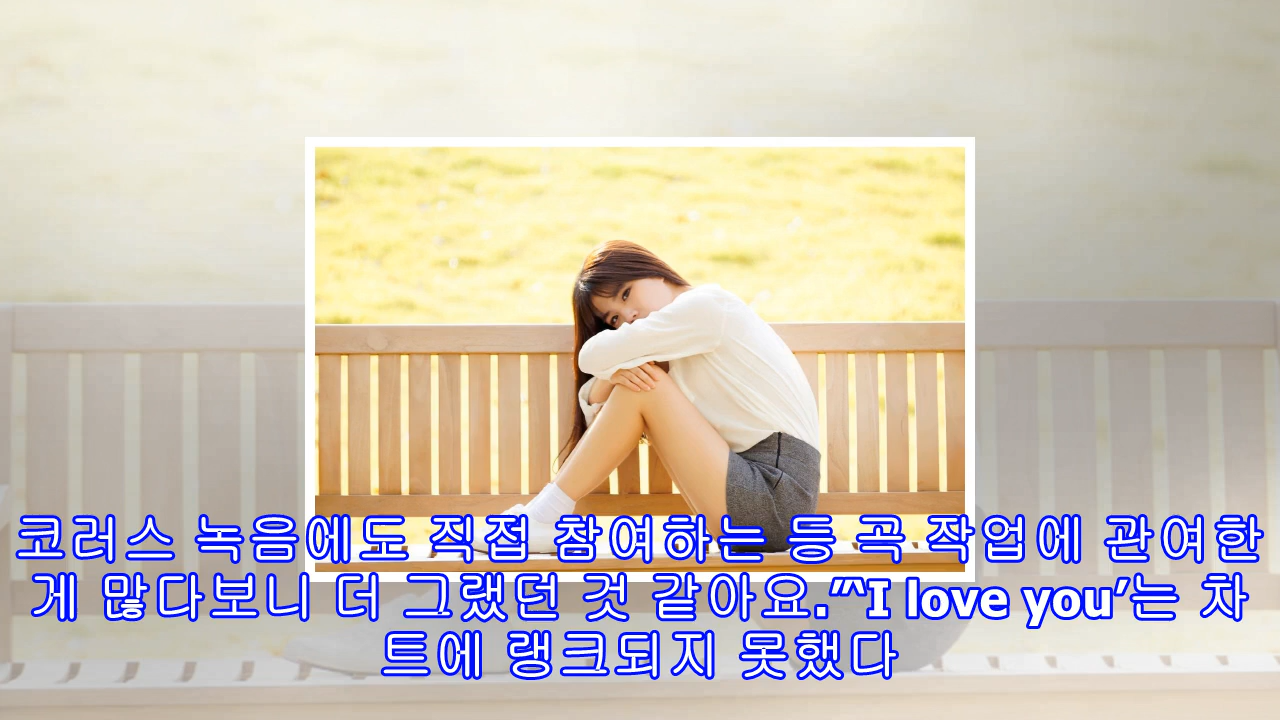 코러스 녹음에도 직접 참여하는 등 곡 작업에 관여한
게 많다보니 더 그랬던 것 같아요.”“‘I love you’는 차
트에 랭크되지 못했다